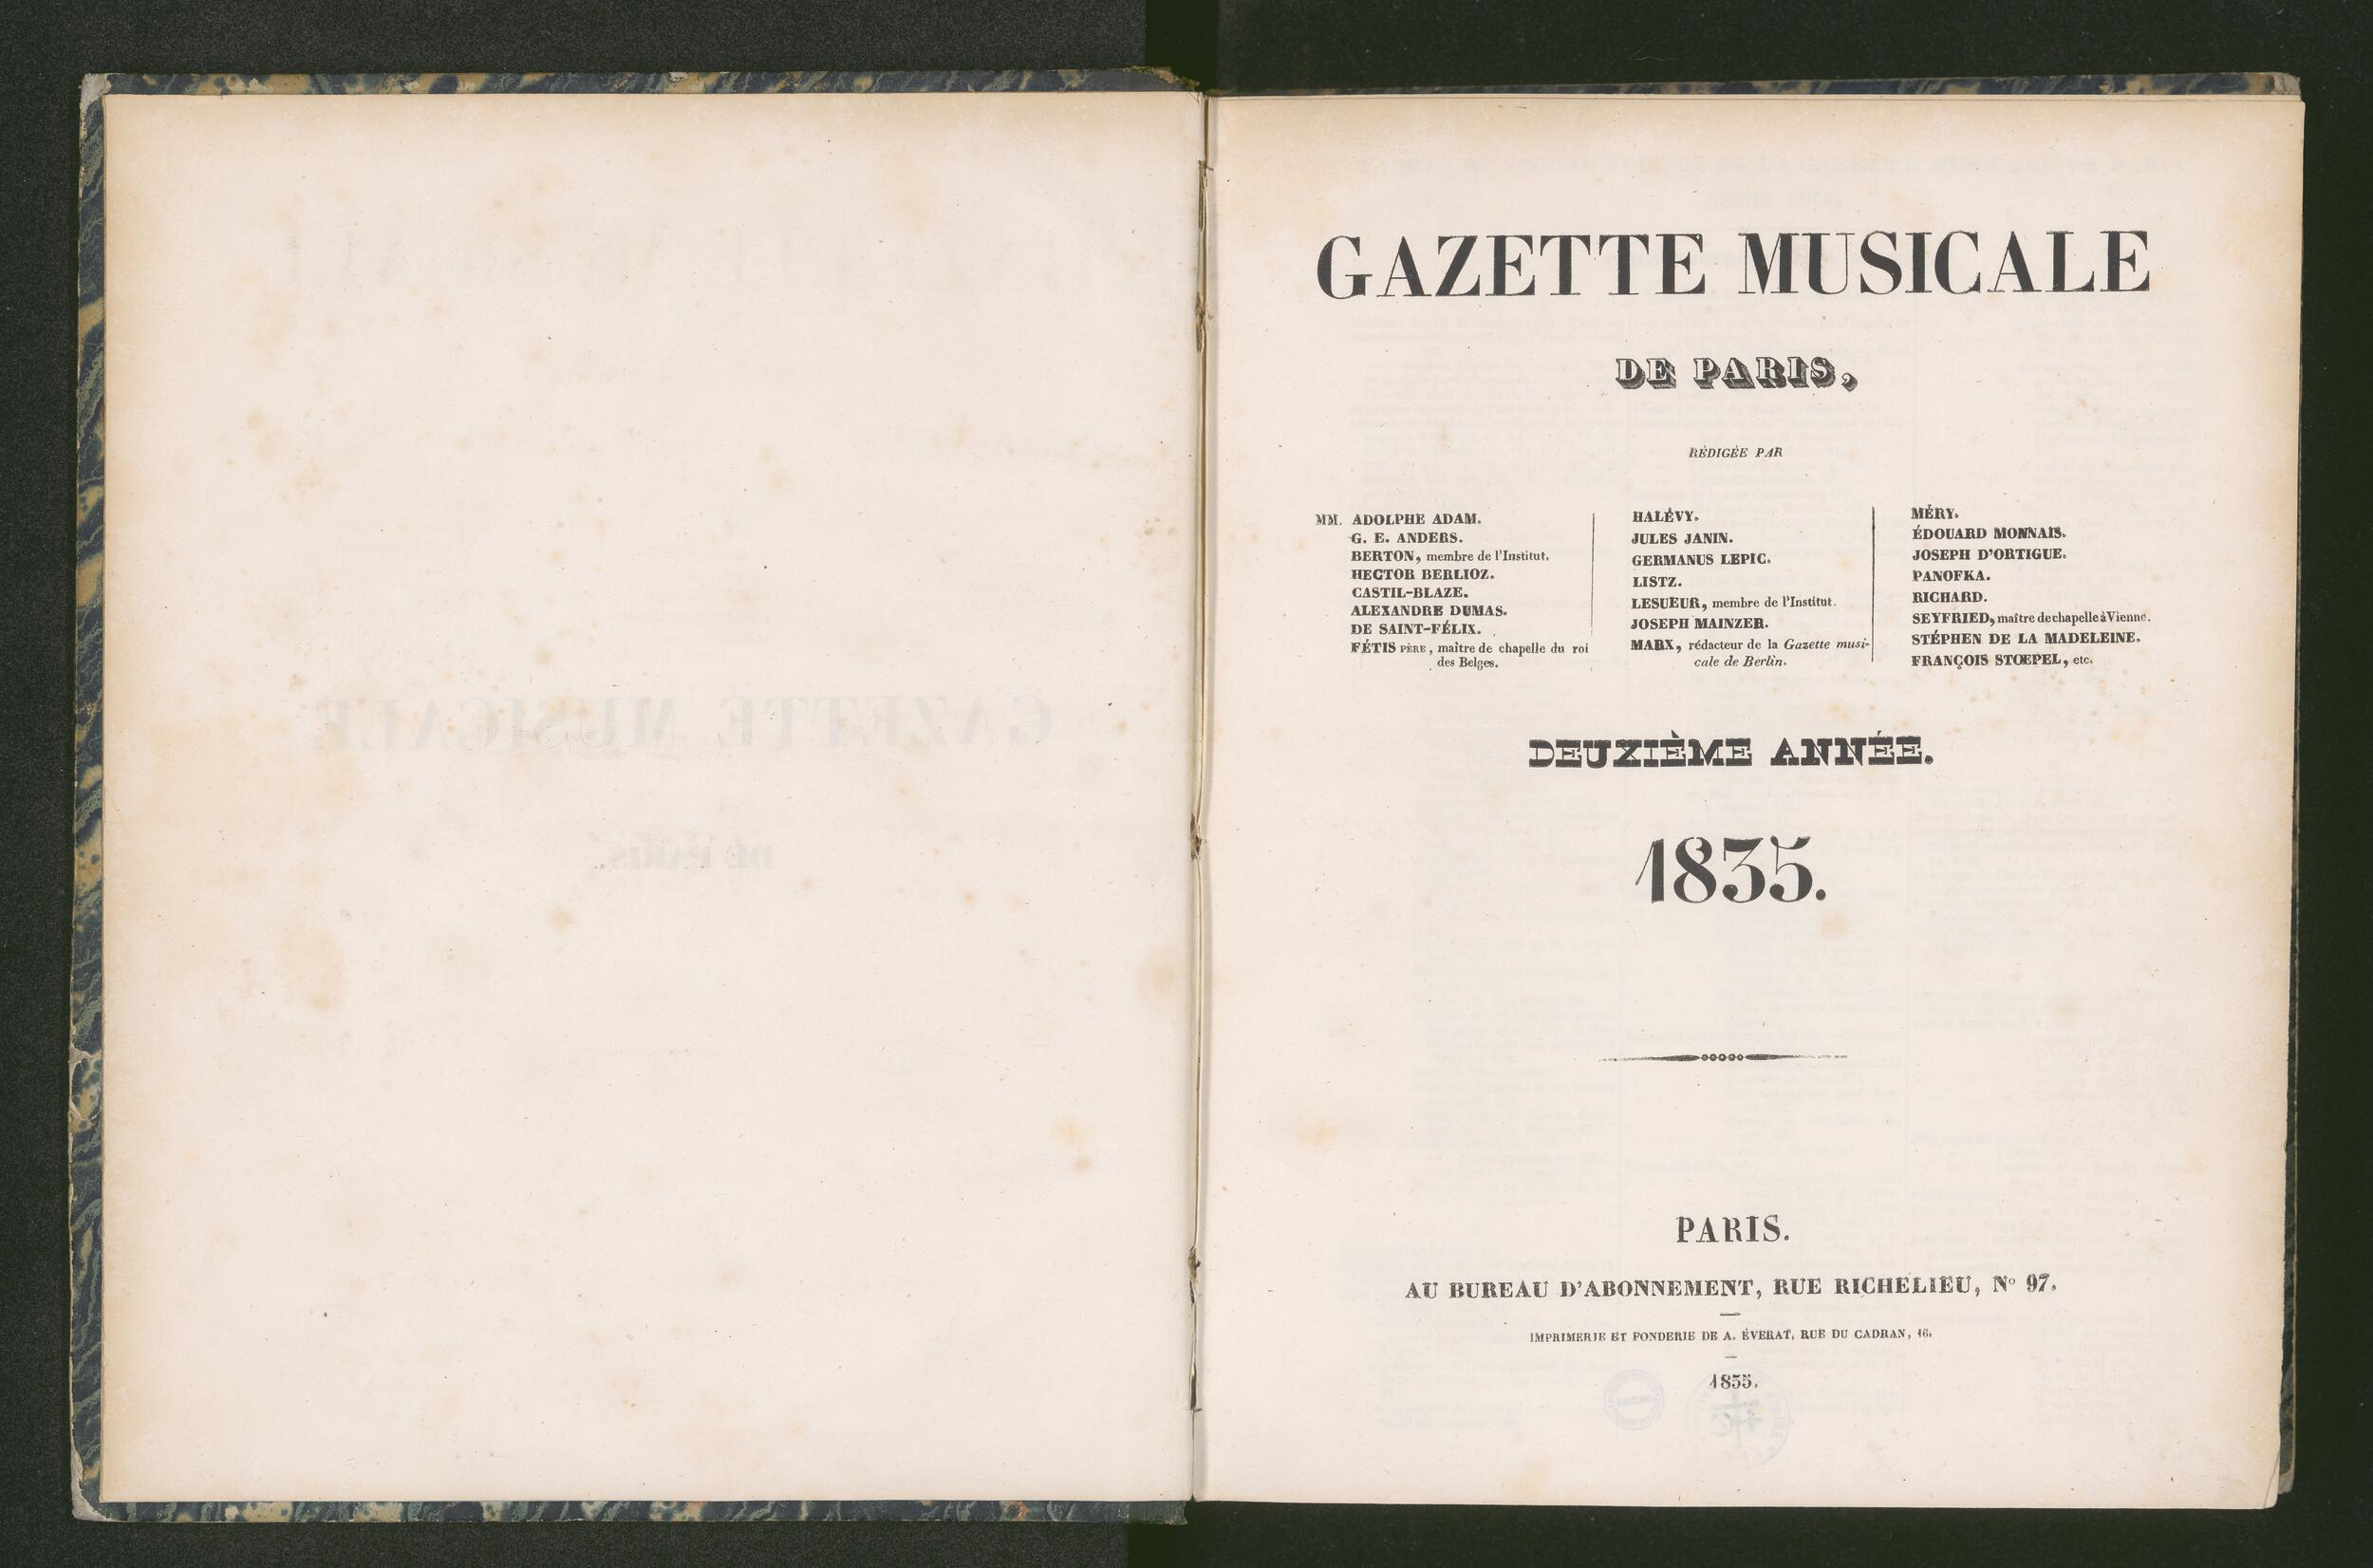 GAZETTE MUSICALE
DE PARIS,
RÉDIGÉE PAR
MM. ADOLPHE ADAM.
G. E. ANDERS.
BERTON, membre de l'Institut.
HECTOR BERLIOZ.
CASTIL-BLAZE.
ALEXANDRE DUMAS.
DE SAINT-FÉLIX.
FÉTIS PÈRE, maître de chapelle du roi
des Belges.
HALÉVY.
JULES JANIN.
GERMANUS LEPIC.
LISTZ.
LESUEUR, membre de l'Institut.
JOSEPH MAINZER.
MARX, rédacteur de la Gazette musi-
cale de Berlin.
MÉRY.
ÉDOUARD MONNAIS.
JOSEPH D'ORTIGUE.
PANOFKA.
RICHARD.
SEYFRIED, maître de chapelle à Vienne.
STÉPHEN DE LA MADELEINE.
FRANÇOIS STOEPEL, etc.
DEUXIÈME ANNÉE.
1835.
PARIS.
AU BUREAU D'ABONNEMENT, RUE RICHELIEU, No 97.
IMPRIMERIE ET FONDERIE DE A. ÉVERAT, RUE DU CADRAN, 16.
1835.